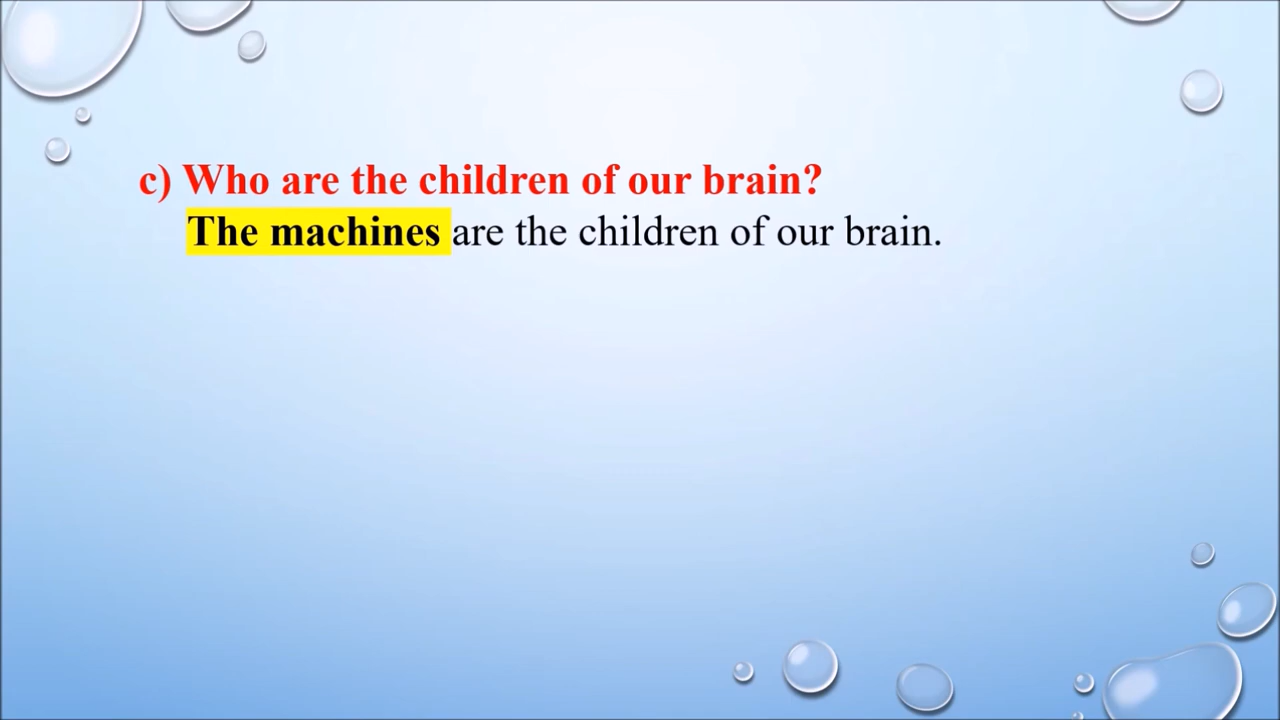 c) Who are the children of our brain?
The machines are the children of our brain.